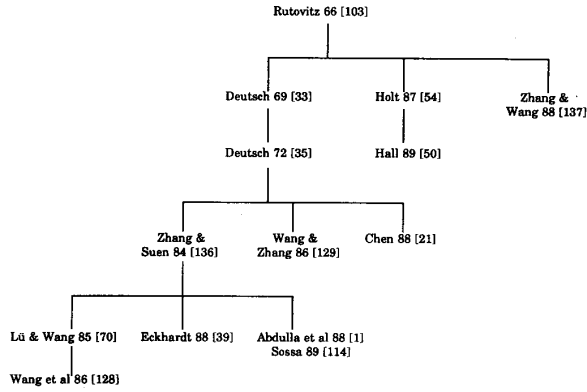 Rutovitz 66 [103]
Deutsch 69 [33]
Holt 87 [54]
Zhang &
Wang 88 [137]
Deutsch 72 [35]
Hall 89 [50]
Zhang &
Suen 84 [136]
Wang &
Zhang 86 [129]
Chen 88 [21]
Lü & Wang 85 [70]
Eckhardt 88 [39]
Abdulla et al 88 [1]
Sossa 89 [114]
Wang et al 86 [128]